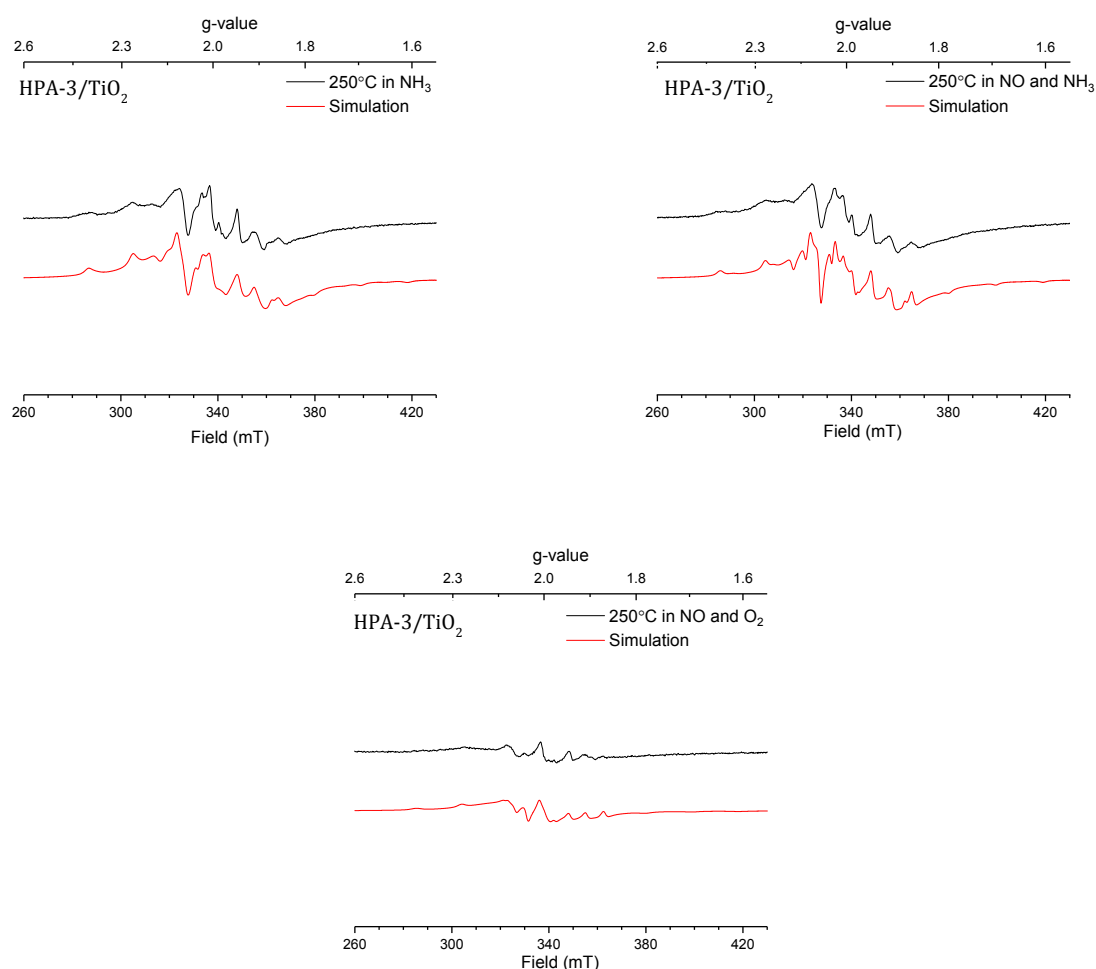 g-value
2.6 2.3 2.0 1.8 1.6
HPA-3/TiO₂
250°C in NH₃
Simulation
260 300 340 380 420
Field (mT)
g-value
2.6 2.3 2.0 1.8 1.6
HPA-3/TiO₂
250°C in NO and NH₃
Simulation
260 300 340 380 420
Field (mT)
g-value
2.6 2.3 2.0 1.8 1.6
HPA-3/TiO₂
250°C in NO and O₂
Simulation
260 300 340 380 420
Field (mT)